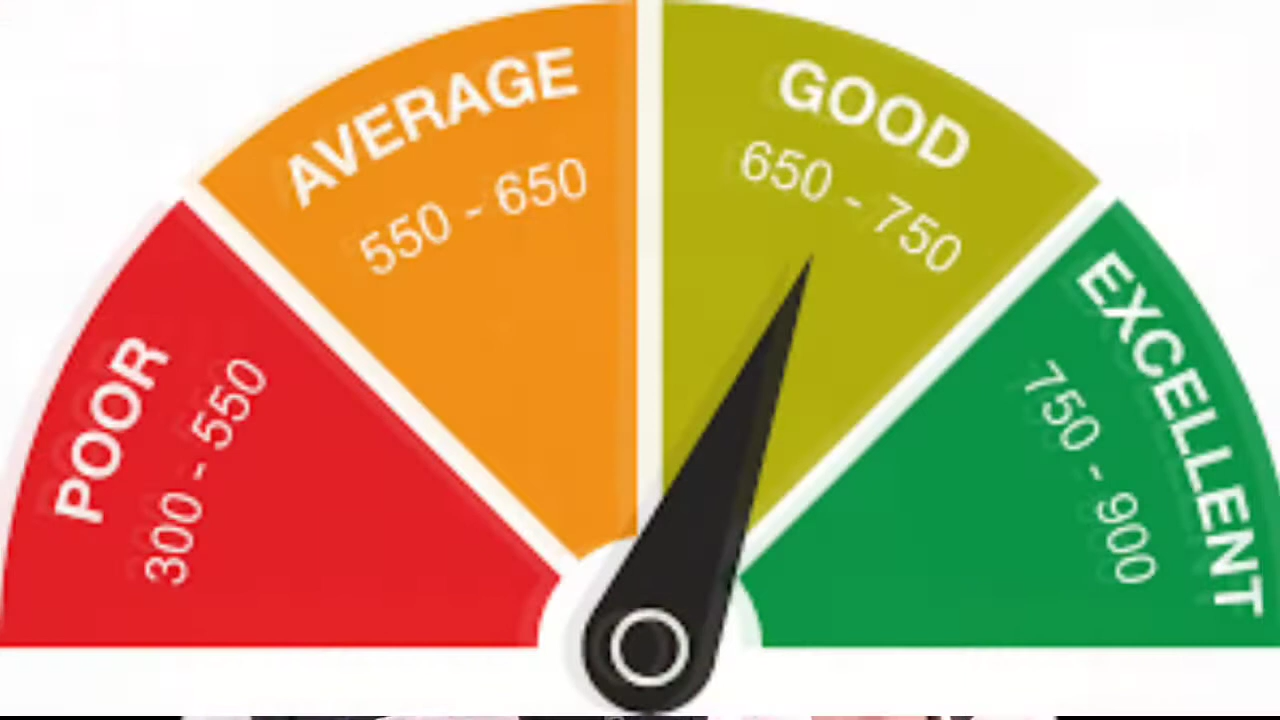 POOR
300 - 550
AVERAGE
550 - 650
GOOD
650 - 750
EXCELLENT
750 - 900